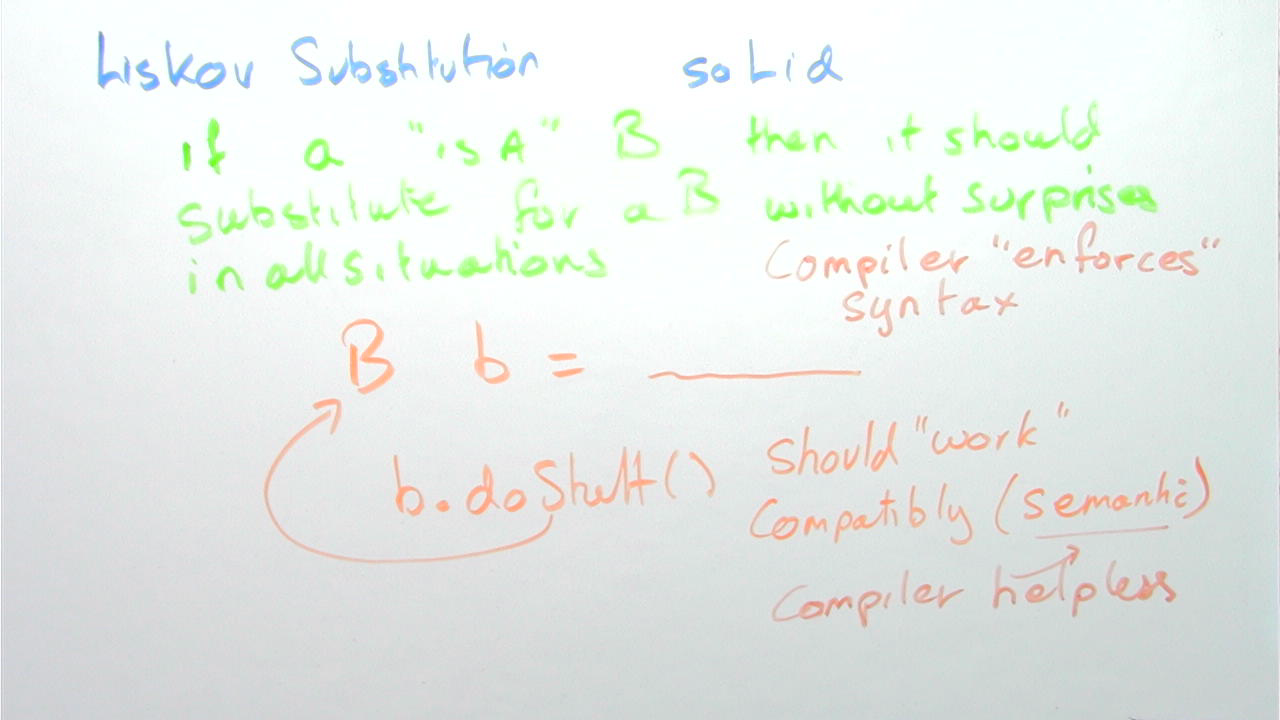 Liskov Substitution soLid
if a "is A" B then it should
substitute for a B without surprises
in all situations
Compiler "enforces"
syntax
B b = ________
b.doStuff()
Should "work"
Compatibly (semantic)
Compiler helpless